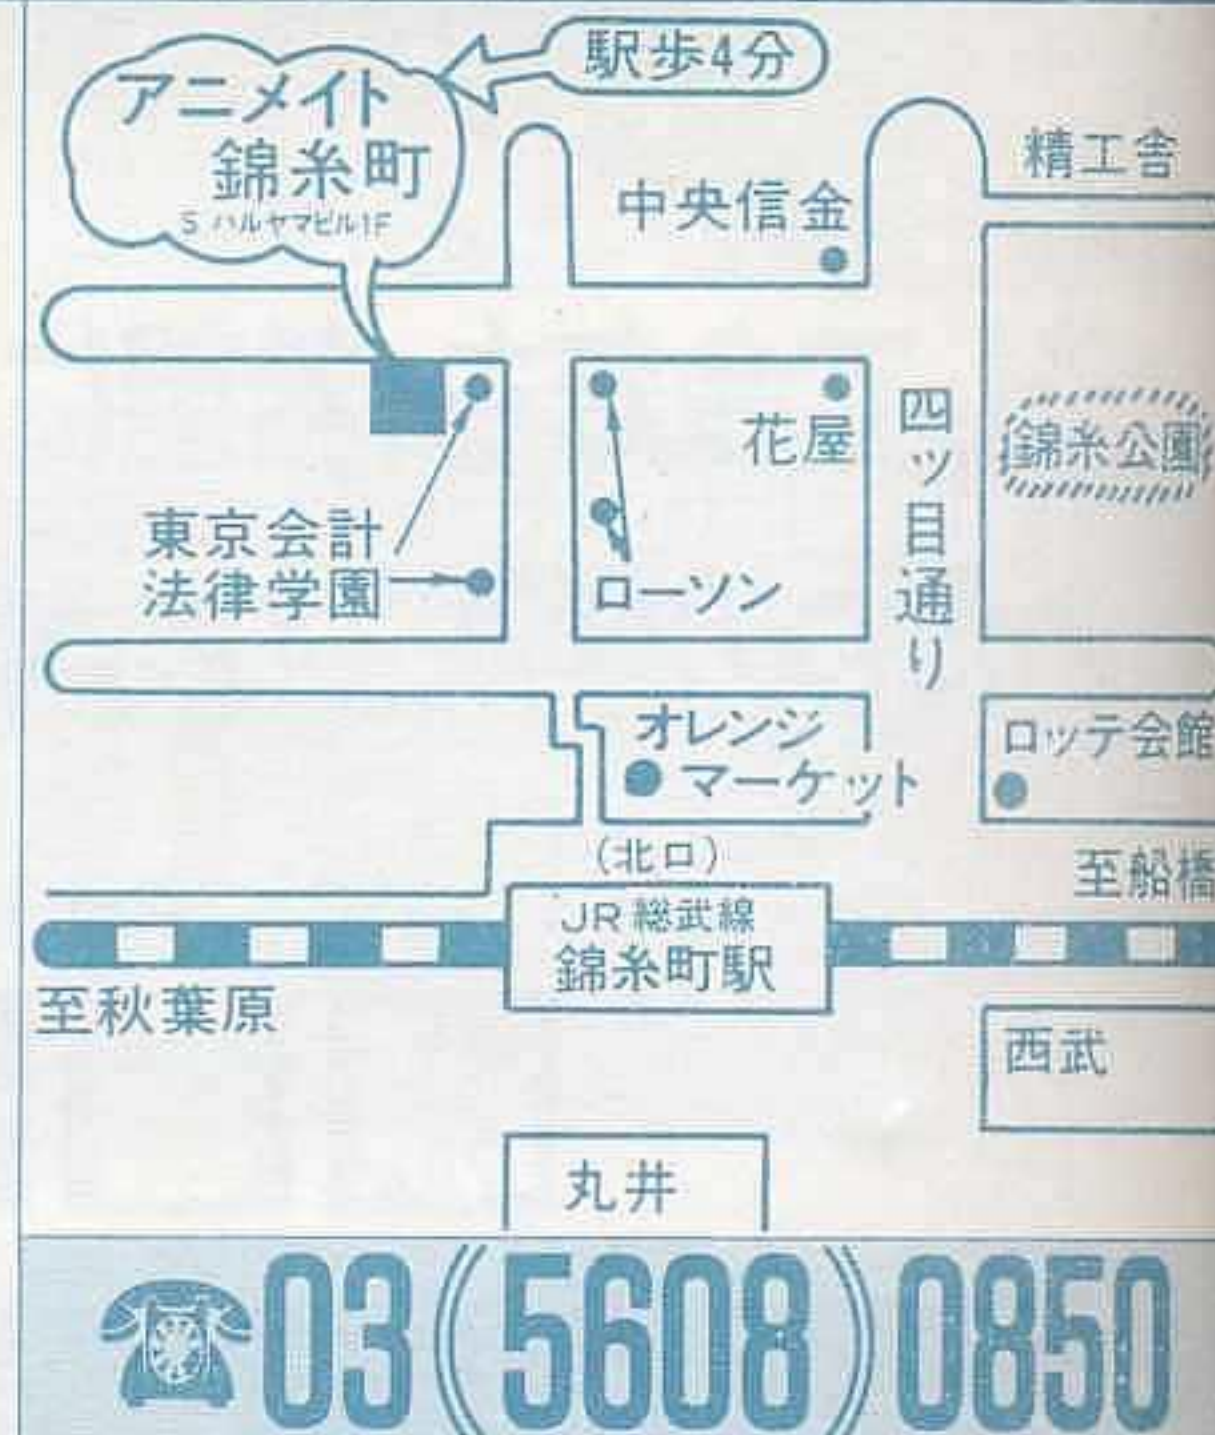 駅歩4分
アニメイト
錦糸町
S ハルヤマビル1F
精工舎
中央信金
四ツ目通り
花屋
錦糸公園
東京会計
法律学園
ローソン
オレンジ
マーケット
ロッテ会館
(北口)
至船橋
JR 総武線
錦糸町駅
至秋葉原
西武
丸井
03(5608)0850